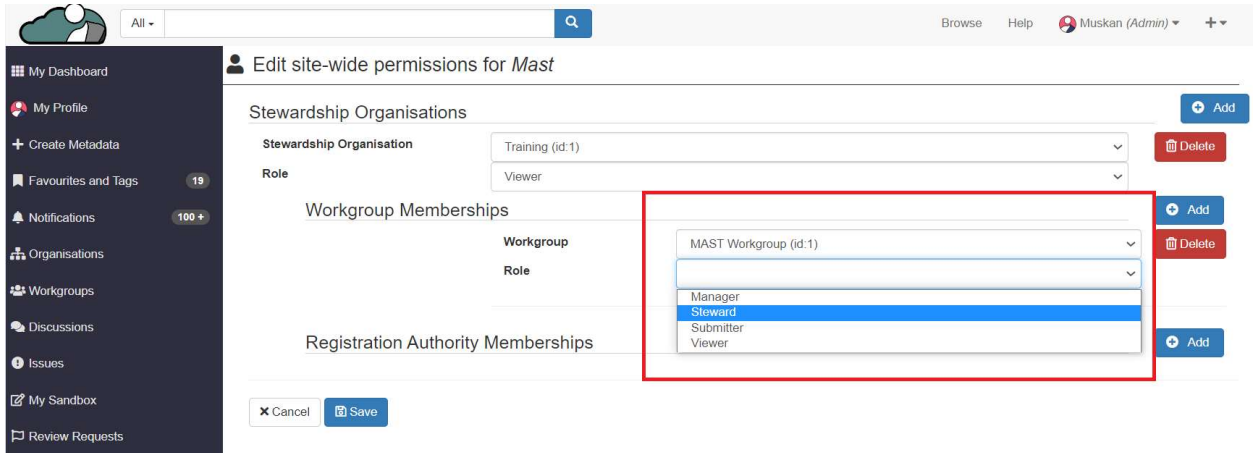 All
Browse Help Muskan (Admin)
My Dashboard
My Profile
Create Metadata
Favourites and Tags 19
Notifications 100 +
Organisations
Workgroups
Discussions
Issues
My Sandbox
Review Requests
Edit site-wide permissions for Mast
Stewardship Organisations
Add
Stewardship Organisation Training (id:1) Delete
Role Viewer
Workgroup Memberships Add
Workgroup MAST Workgroup (id:1) Delete
Role
Manager
Steward
Submitter
Viewer
Registration Authority Memberships Add
Cancel Save